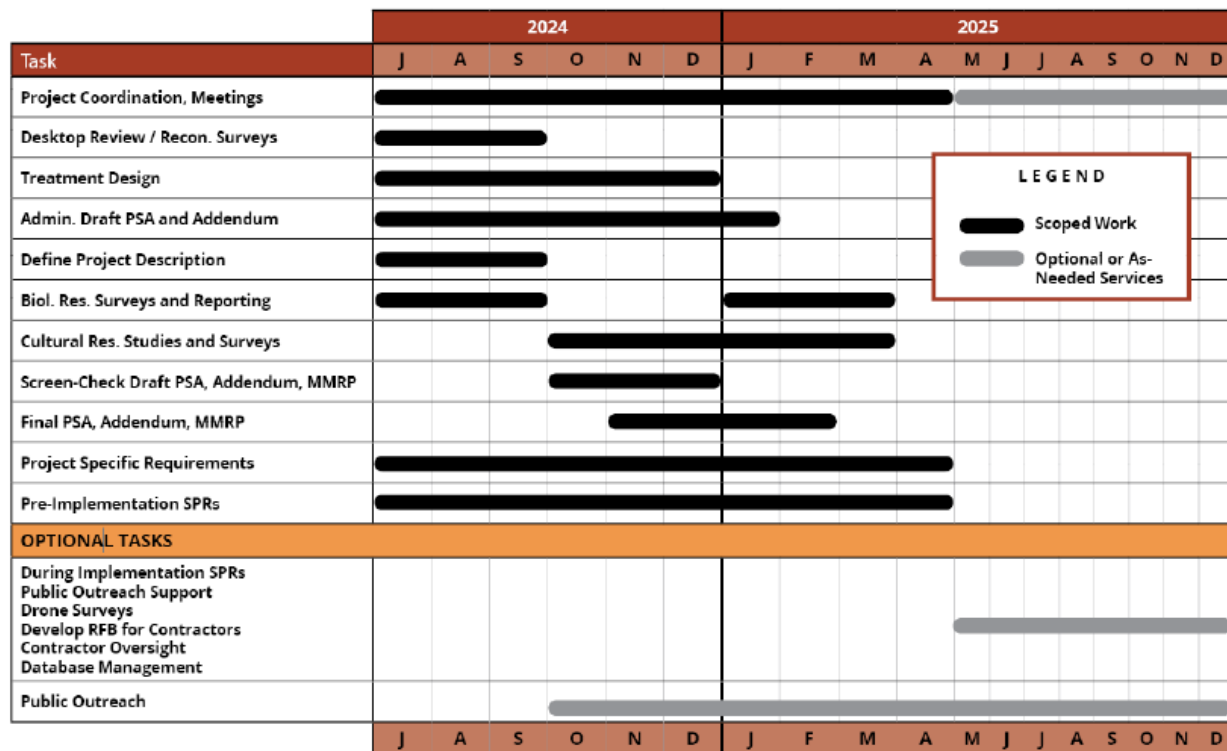 2024 2025
Task J A S O N D J F M A M J J A S O N D
Project Coordination, Meetings
Desktop Review / Recon. Surveys
Treatment Design
Admin. Draft PSA and Addendum
Define Project Description
Biol. Res. Surveys and Reporting
Cultural Res. Studies and Surveys
Screen-Check Draft PSA, Addendum, MMRP
Final PSA, Addendum, MMRP
Project Specific Requirements
Pre-Implementation SPRs
LEGEND
Scoped Work
Optional or As-
Needed Services
OPTIONAL TASKS
During Implementation SPRs
Public Outreach Support
Drone Surveys
Develop RFB for Contractors
Contractor Oversight
Database Management
Public Outreach
J A S O N D J F M A M J J A S O N D